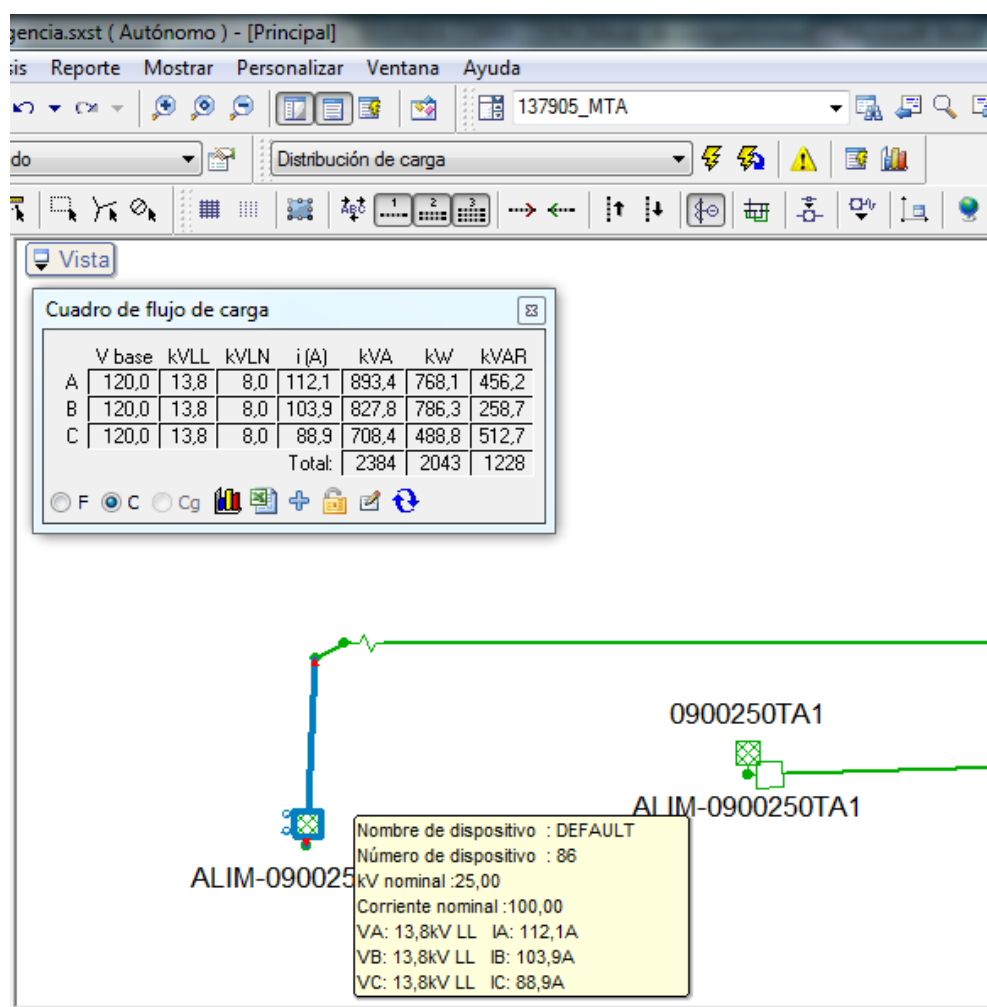 gencia.sxst ( Autónomo ) - [Principal]
sis Reporte Mostrar Personalizar Ventana Ayuda
137905_MTA
do Distribución de carga
Vista
Cuadro de flujo de carga
V base kVLL kVLN i (A) kVA kW kVAR
A 120,0 13,8 8,0 112,1 893,4 768,1 456,2
B 120,0 13,8 8,0 103,9 827,8 786,3 258,7
C 120,0 13,8 8,0 88,9 708,4 488,8 512,7
Total: 2384 2043 1228
F C Cg
0900250TA1
ALIM-0900250TA1
ALIM-090025
Nombre de dispositivo : DEFAULT
Número de dispositivo : 86
kV nominal :25,00
Corriente nominal :100,00
VA: 13,8kV LL IA: 112,1A
VB: 13,8kV LL IB: 103,9A
VC: 13,8kV LL IC: 88,9A